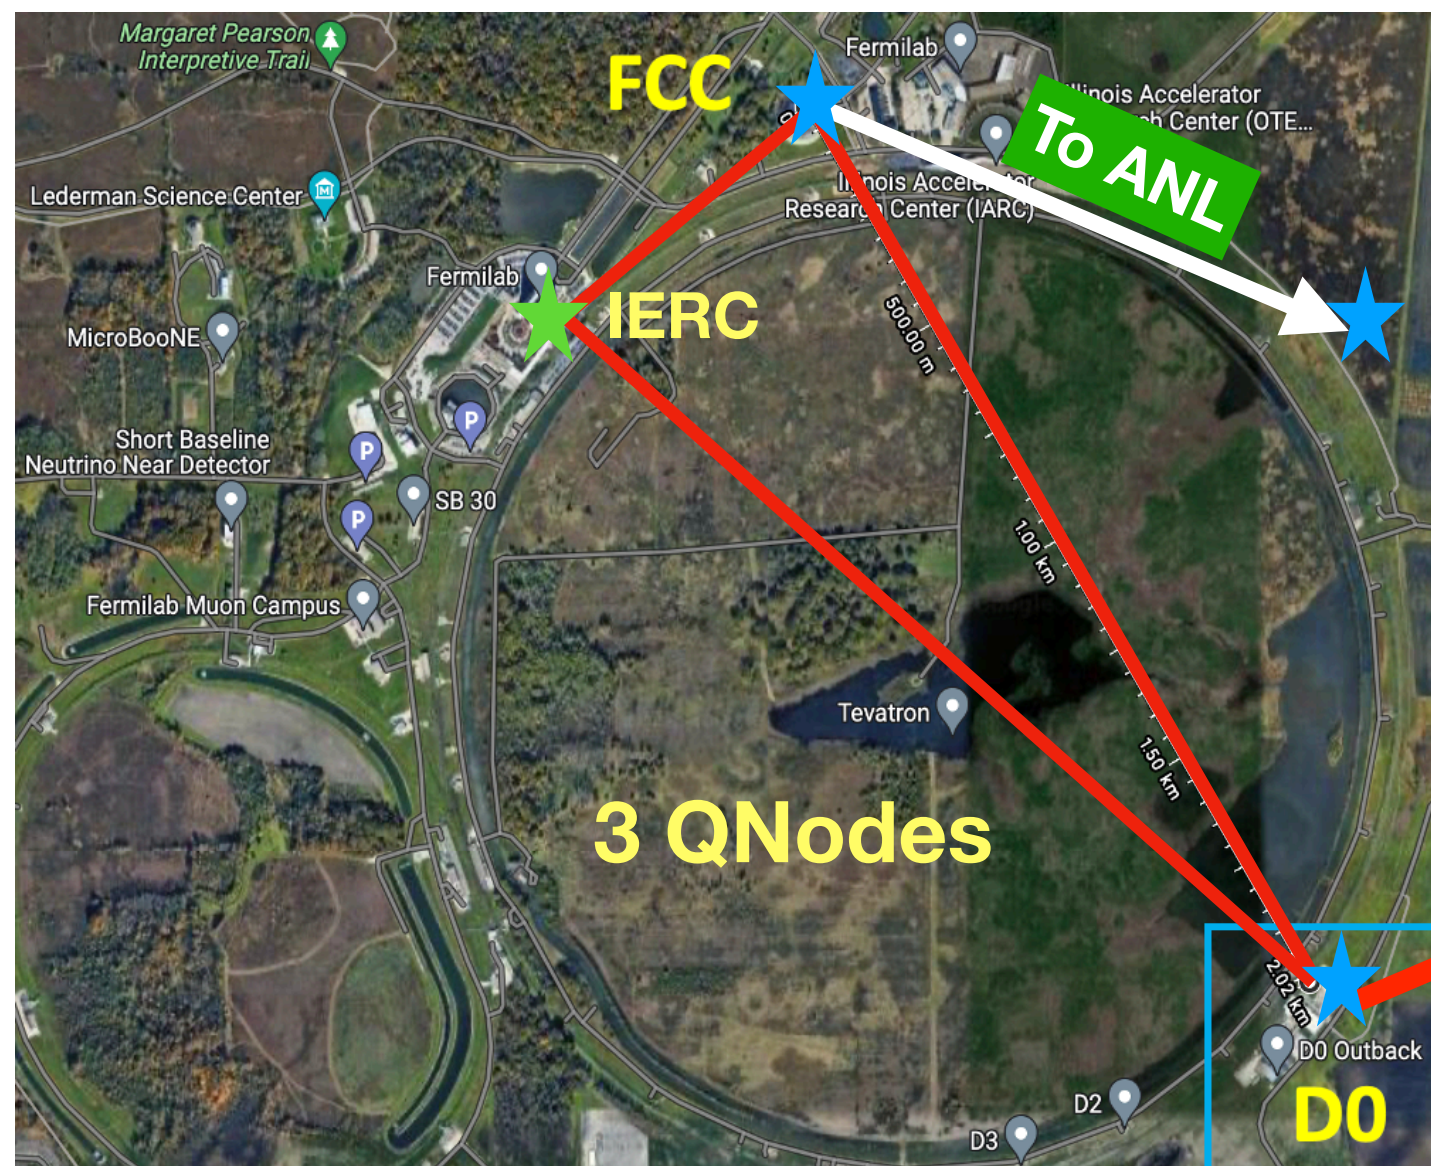 Margaret Pearson
Interpretive Trail
FCC
Fermilab
Illinois Accelerator
Center (OTE...
To ANL
Lederman Science Center
Illinois Accelerator
Research Center (IARC)
Fermilab
IERC
500.00 m
MicroBooNE
P
Short Baseline
Neutrino Near Detector
P
SB 30
P
1.00 km
Fermilab Muon Campus
Tevatron
1.50 km
3 QNodes
2.02 km
D0 Outback
D2
D0
D3